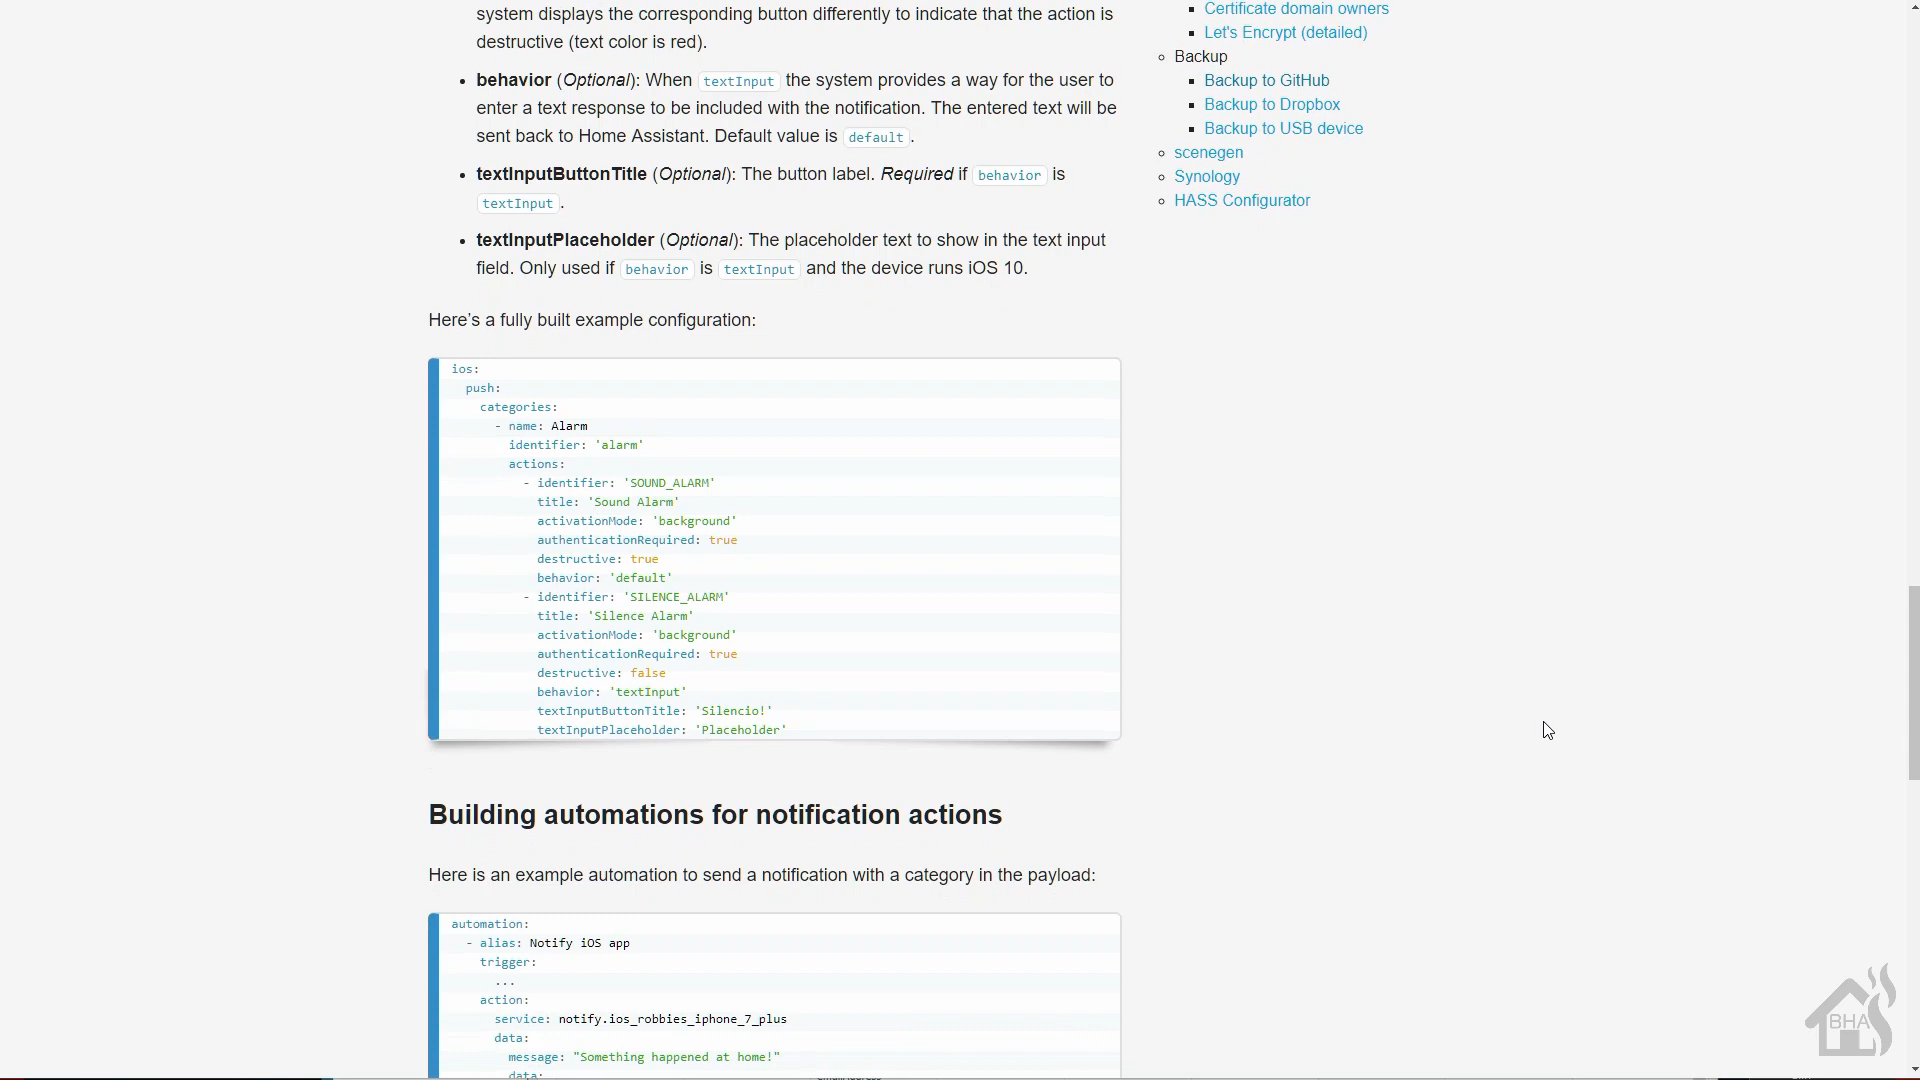 system displays the corresponding button differently to indicate that the action is
destructive (text color is red).
• behavior (Optional): When textInput the system provides a way for the user to
enter a text response to be included with the notification. The entered text will be
sent back to Home Assistant. Default value is default.
• textInputButtonTitle (Optional): The button label. Required if behavior is
textInput.
• textInputPlaceholder (Optional): The placeholder text to show in the text input
field. Only used if behavior is textInput and the device runs iOS 10.
Here's a fully built example configuration:
ios:
  push:
    categories:
      - name: Alarm
        identifier: 'alarm'
        actions:
          - identifier: 'SOUND_ALARM'
            title: 'Sound Alarm'
            activationMode: 'background'
            authenticationRequired: true
            destructive: true
            behavior: 'default'
          - identifier: 'SILENCE_ALARM'
            title: 'Silence Alarm'
            activationMode: 'background'
            authenticationRequired: true
            destructive: false
            behavior: 'textInput'
            textInputButtonTitle: 'Silencio!'
            textInputPlaceholder: 'Placeholder'
Building automations for notification actions
Here is an example automation to send a notification with a category in the payload:
automation:
  - alias: Notify iOS app
    trigger:
      ...
    action:
      service: notify.ios_robbies_iphone_7_plus
      data:
        message: "Something happened at home!"
        data:
Certificate domain owners
Let's Encrypt (detailed)
Backup
Backup to GitHub
Backup to Dropbox
Backup to USB device
scenegen
Synology
HASS Configurator
BHA